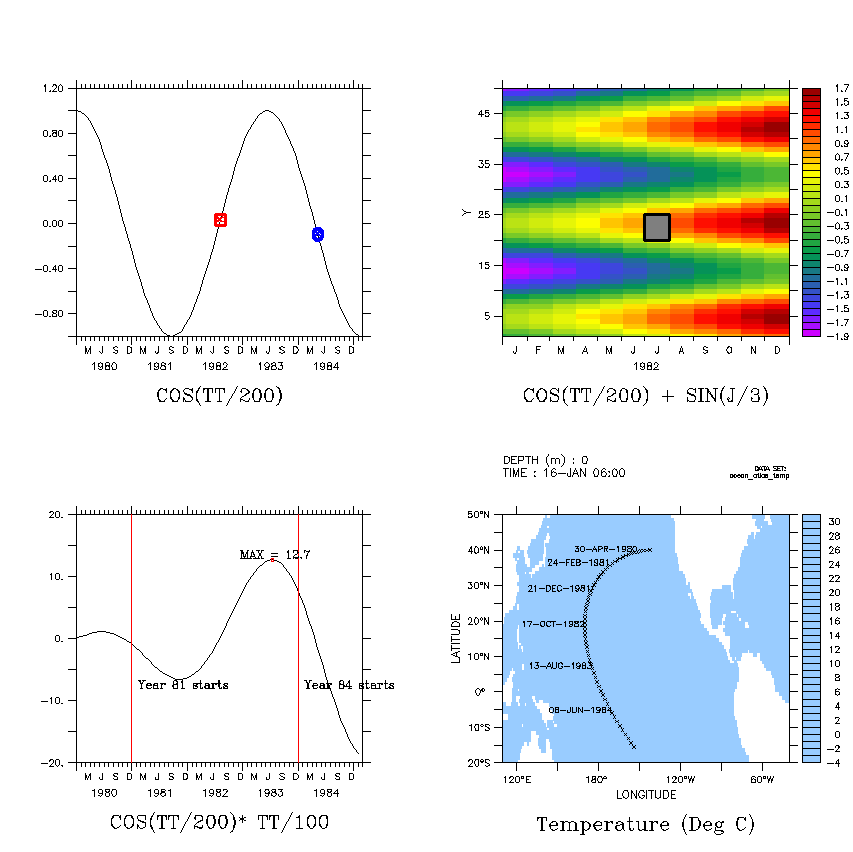 1.20
0.80
0.40
0.00
-0.40
-0.80
M J S D M J S D M J S D M J S D M J S D
1980 1981 1982 1983 1984
COS(TT/200)
45
35
25
15
5
Y
J F M A M J J A S O N D
1982
COS(TT/200) + SIN(J/3)
1.7
1.5
1.3
1.1
0.9
0.7
0.5
0.3
0.1
-0.1
-0.3
-0.5
-0.7
-0.9
-1.1
-1.3
-1.5
-1.7
-1.9
20.
10.
0.
-10.
-20.
MAX = 12.7
Year 81 starts
Year 84 starts
M J S D M J S D M J S D M J S D M J S D
1980 1981 1982 1983 1984
COS(TT/200)* TT/100
DEPTH (m) : 0
TIME : 16-JAN 06:00
DATA SET:
ocean_atlas_temp
50°N
40°N
30°N
20°N
10°N
0°
10°S
20°S
LATITUDE
30-APR-1980
24-FEB-1981
21-DEC-1981
17-OCT-1982
13-AUG-1983
08-JUN-1984
120°E 180° 120°W 60°W
LONGITUDE
Temperature (Deg C)
30
28
26
24
22
20
18
16
14
12
10
8
6
4
2
0
-2
-4